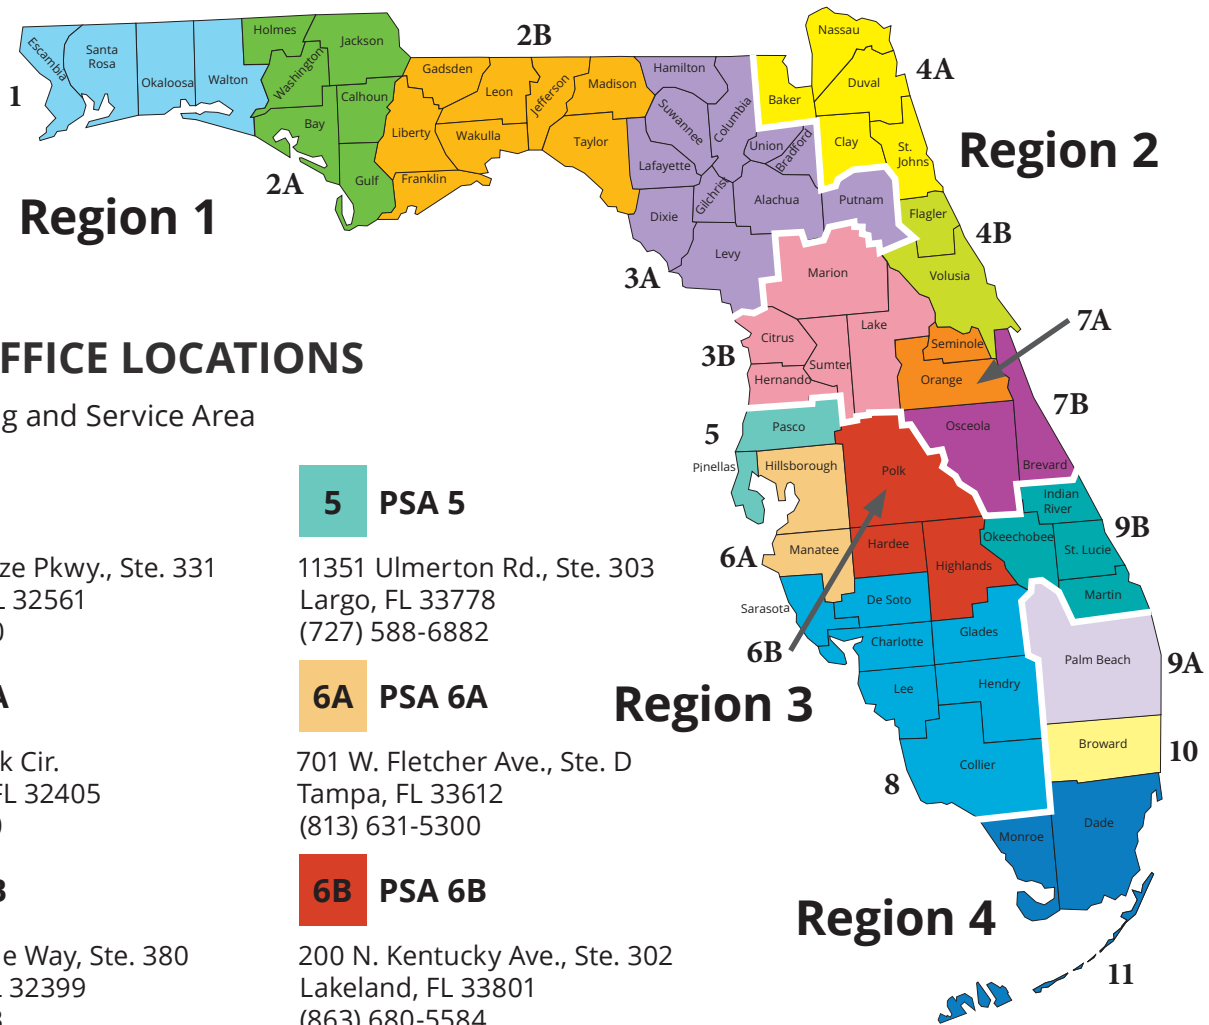 Nassau
Holmes
2B
Jackson
Escambia
Santa
Rosa
Gadsden
Hamilton
4A
Okaloosa
Walton
Washington
Leon
Jefferson
Madison
Duval
1
Calhoun
Baker
Suwannee
Columbia
Bay
Liberty
Wakulla
Taylor
Union
Bradford
Clay
St.
Johns
Region 2
Lafayette
2A
Gulf
Franklin
Gilchrist
Alachua
Putnam
Region 1
Dixie
Flagler
4B
Levy
3A
Marion
Volusia
7A
Lake
Citrus
Seminole
FFICE LOCATIONS
3B
Sumter
Hernando
Orange
7B
g and Service Area
Pasco
Osceola
5
Pinellas
Hillsborough
Polk
Brevard
5 PSA 5
Indian
River
9B
Okeechobee
6A
Manatee
Hardee
St. Lucie
ze Pkwy., Ste. 331
11351 Ulmerton Rd., Ste. 303
Highlands
L 32561
Largo, FL 33778
Sarasota
De Soto
Martin
0
(727) 588-6882
Charlotte
Glades
6B
Palm Beach
9A
A
6A PSA 6A
Region 3
Lee
Hendry
k Cir.
701 W. Fletcher Ave., Ste. D
Collier
Broward
10
FL 32405
Tampa, FL 33612
8
0
(813) 631-5300
Monroe
Dade
B
6B PSA 6B
Region 4
e Way, Ste. 380
200 N. Kentucky Ave., Ste. 302
11
L 32399
Lakeland, FL 33801
(863) 680-5584